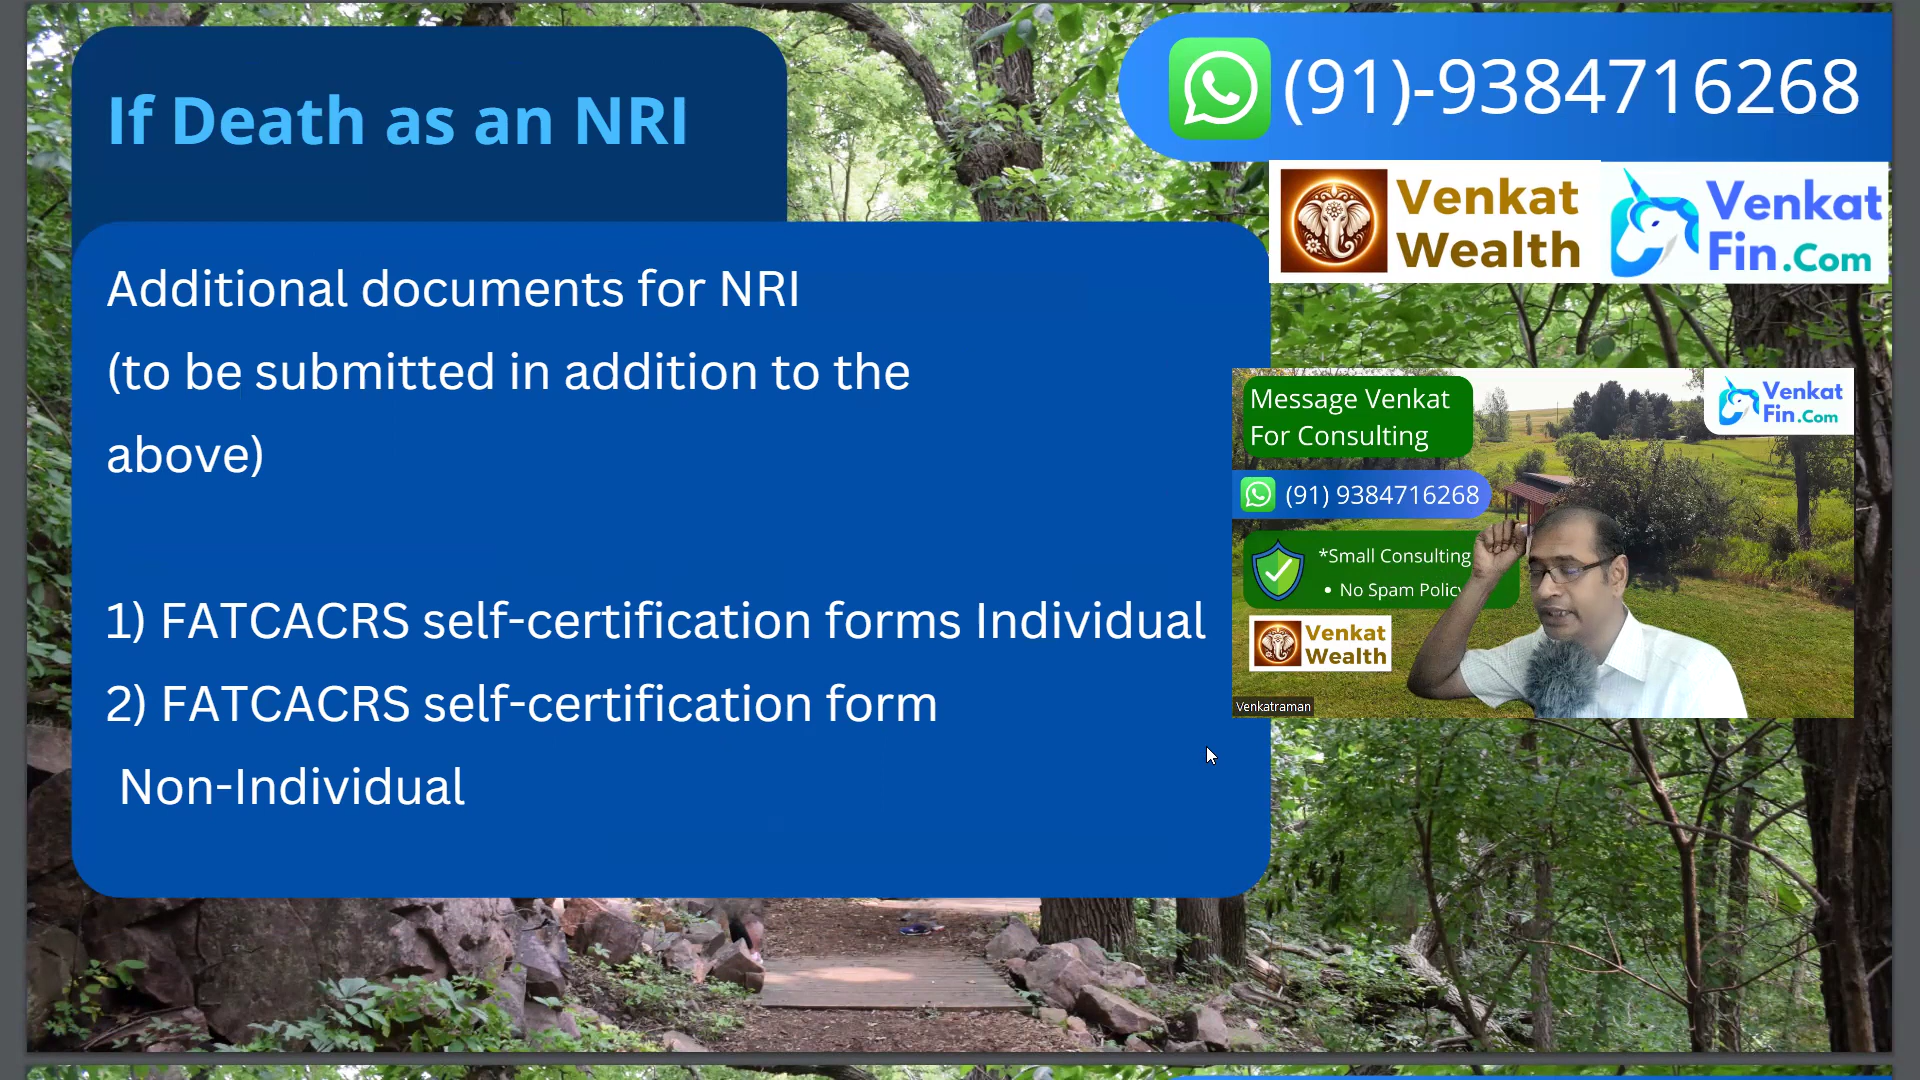 If Death as an NRI
(91)-9384716268
Venkat
Wealth
Venkat
Fin.Com
Additional documents for NRI
(to be submitted in addition to the
above)
1) FATCACRS self-certification forms Individual
2) FATCACRS self-certification form
Non-Individual
Message Venkat
For Consulting
Venkat
Fin.Com
(91) 9384716268
*Small Consulting
• No Spam Policy
Venkat
Wealth
Venkatraman